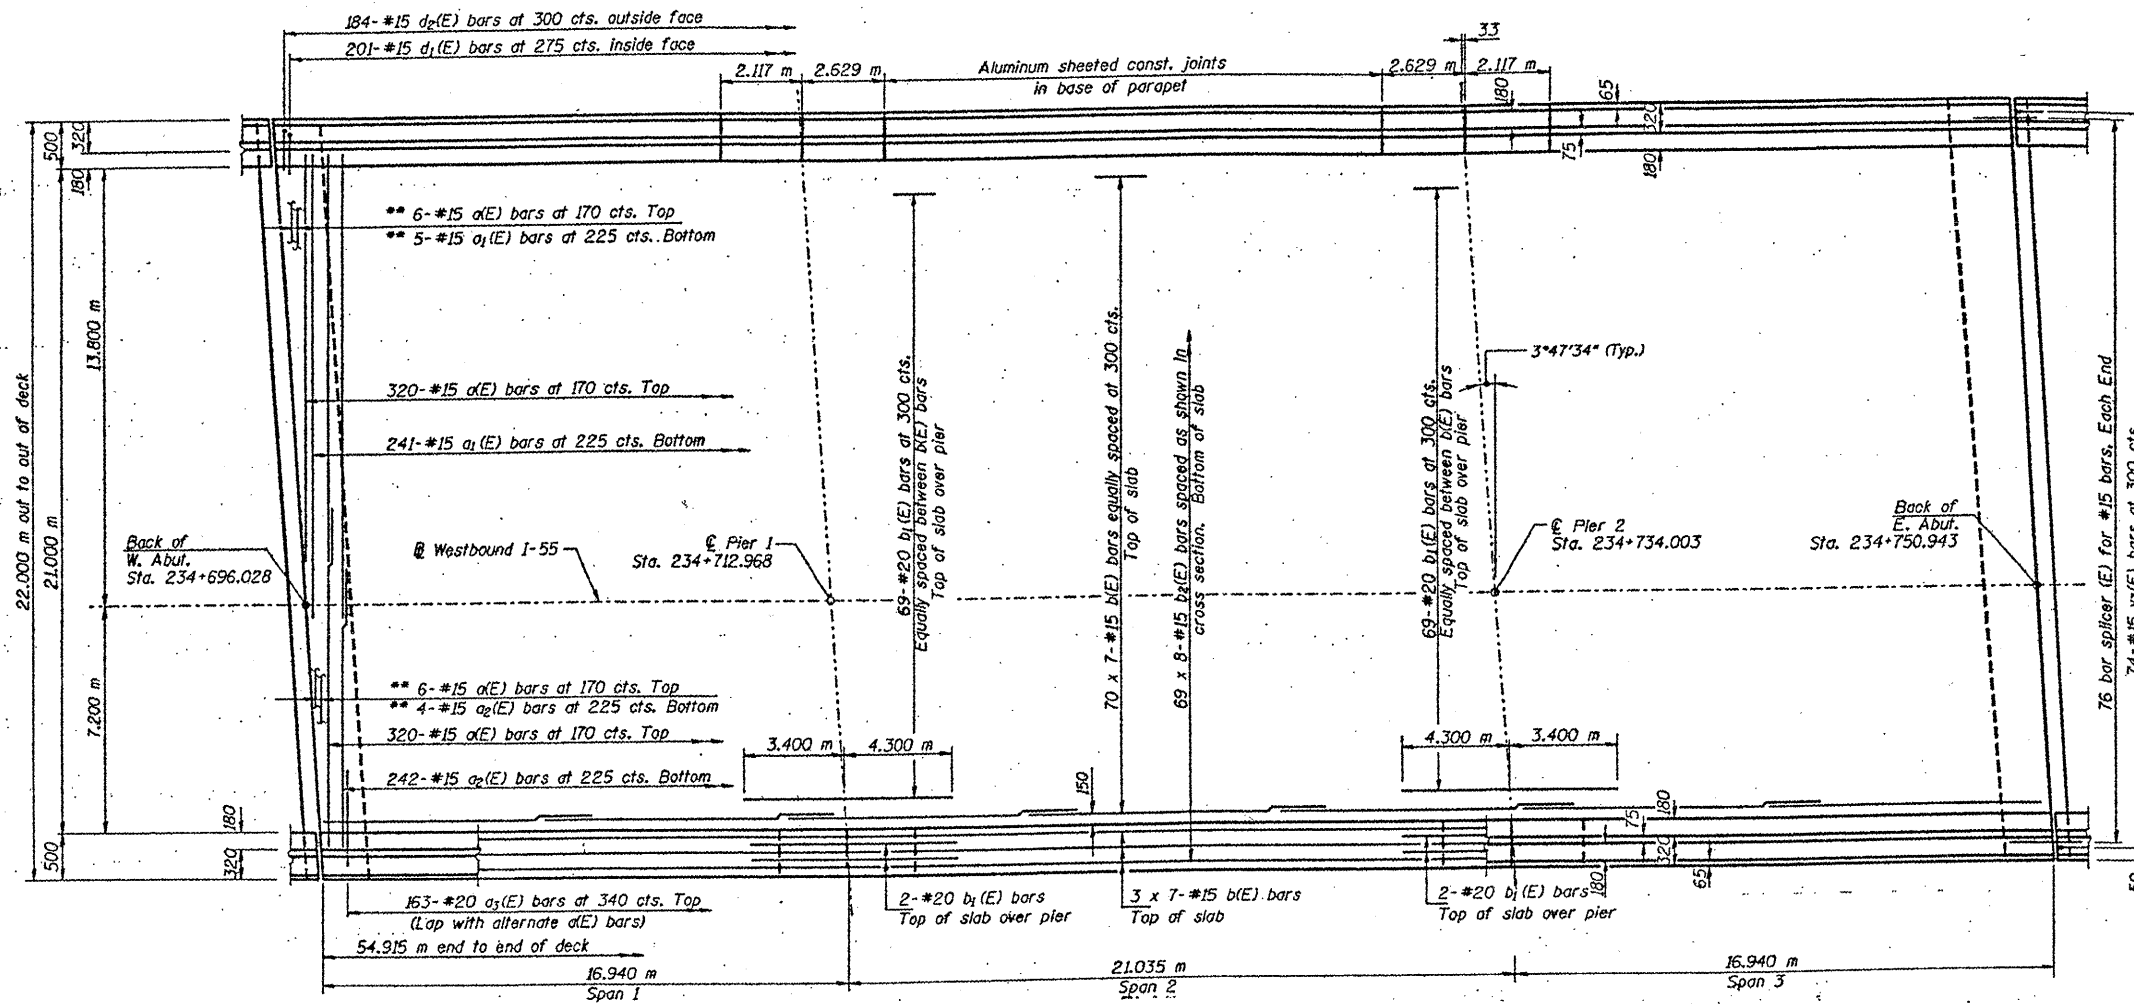 184-#15 d2(E) bars at 300 cts. outside face
201-#15 d1(E) bars at 275 cts. inside face
2.117 m
2.629 m
Aluminum sheeted const. joints
in base of parapet
2.629 m
2.117 m
33
180
65
320
75
180
500
320
180
** 6-#15 a(E) bars at 170 cts. Top
** 5-#15 a1(E) bars at 225 cts. Bottom
22.000 m out to out of deck
21.000 m
13.800 m
7.200 m
320-#15 a(E) bars at 170 cts. Top
241-#15 a1(E) bars at 225 cts. Bottom
69-#20 b1(E) bars at 300 cts.
Equally spaced between b(E) bars
Top of slab over pier
70 x 7-#15 b(E) bars equally spaced at 300 cts.
Top of slab
69 x 8-#15 b2(E) bars spaced as shown in
cross section. Bottom of slab
69-#20 b1(E) bars at 300 cts.
Equally spaced between b(E) bars
Top of slab over pier
3°47'34" (Typ.)
Back of
W. Abut.
Sta. 234+696.028
℄ Westbound I-55
℄ Pier 1
Sta. 234+712.968
℄ Pier 2
Sta. 234+734.003
Back of
E. Abut.
Sta. 234+750.943
76 bar splicer (E) for #15 bars, Each End
bars at 300 cts.
** 6-#15 a(E) bars at 170 cts. Top
** 4-#15 a2(E) bars at 225 cts. Bottom
320-#15 a(E) bars at 170 cts. Top
242-#15 a2(E) bars at 225 cts. Bottom
3.400 m
4.300 m
4.300 m
3.400 m
150
180
500
320
75
180
320
180
65
163-#20 a3(E) bars at 340 cts. Top
(Lap with alternate a(E) bars)
2-#20 b1(E) bars
Top of slab over pier
3 x 7-#15 b(E) bars
Top of slab
2-#20 b1(E) bars
Top of slab over pier
54.915 m end to end of deck
16.940 m
Span 1
21.035 m
Span 2
16.940 m
Span 3